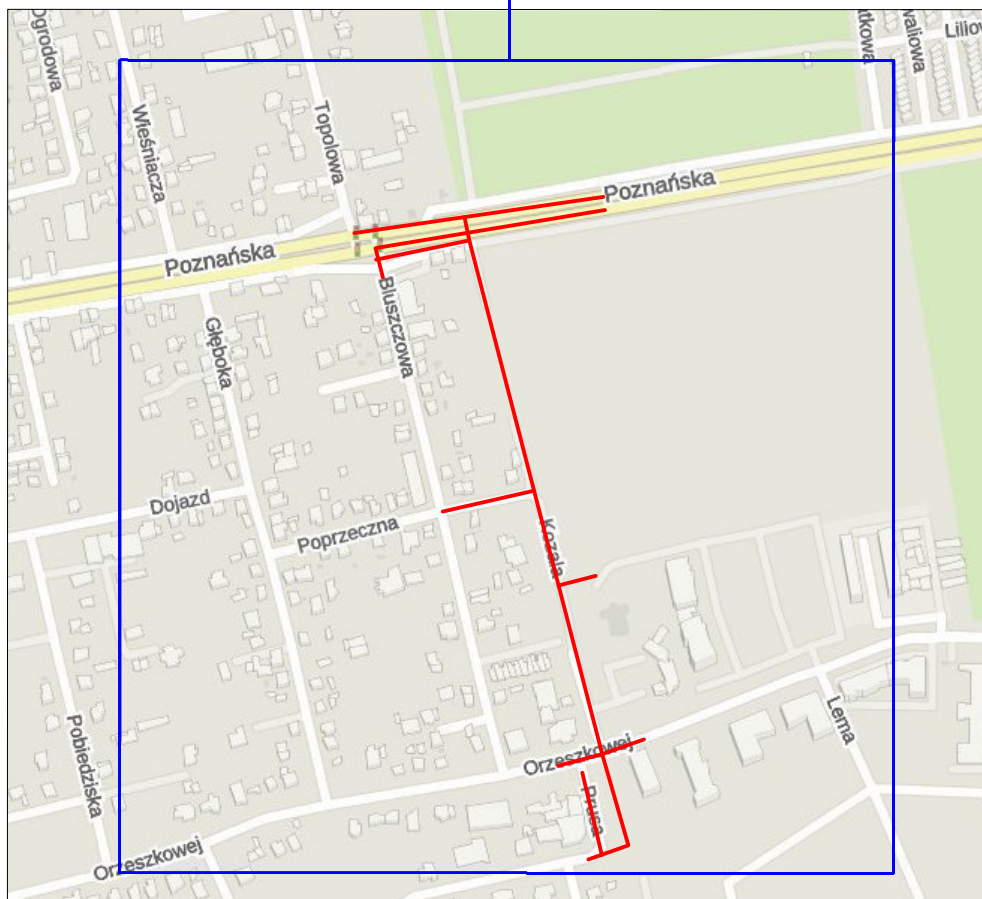 Ogrodowa
Wieśniacza
Topolowa
Liliow
Poznańska
Poznańska
Bluszczowa
Głęboka
Dojazd
Poprzeczna
Kozala
Pobiedziska
Orzeszkowej
Lema
Prusa
Orzeszkowej